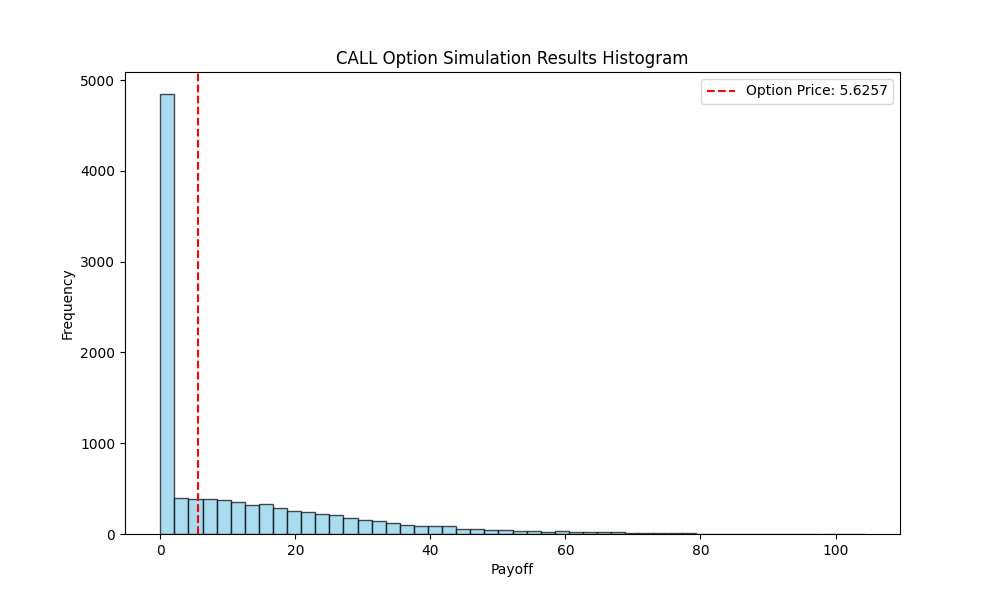 CALL Option Simulation Results Histogram
Option Price: 5.6257
5000
4000
3000
2000
1000
0
Frequency
0 20 40 60 80 100
Payoff